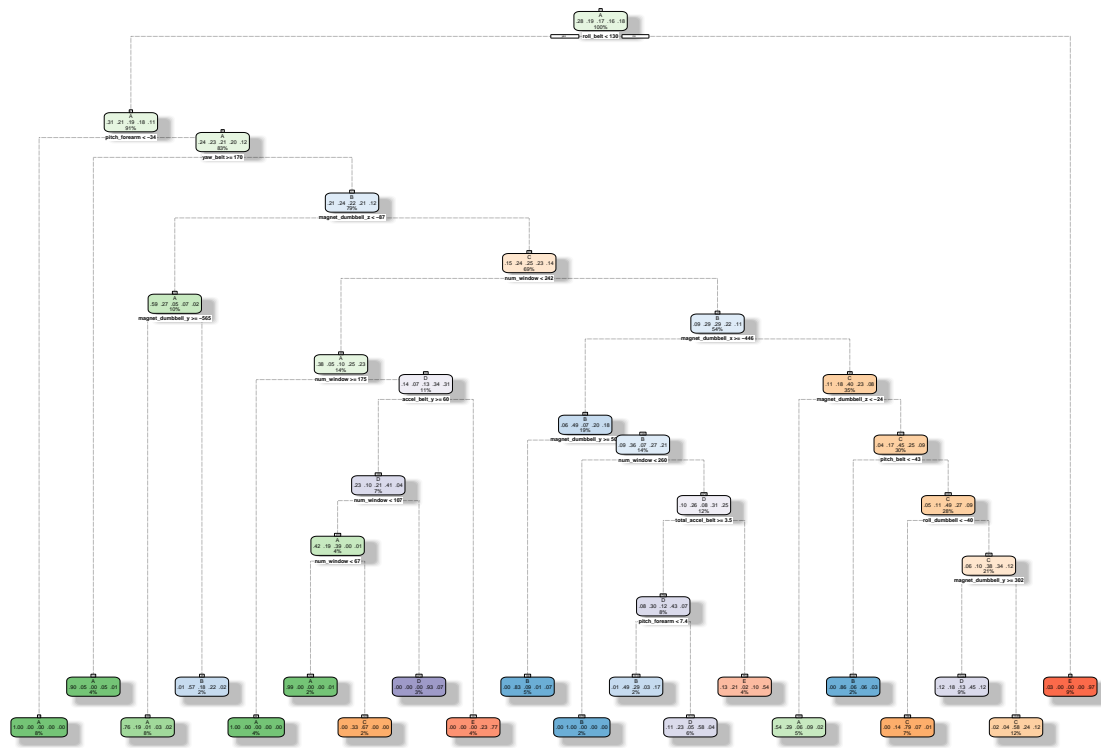 A
.28 .19 .17 .16 .18
100%
roll_belt < 130
A
.31 .21 .19 .18 .11
91%
pitch_forearm < −34
A
.24 .23 .21 .20 .12
83%
yaw_belt >= 170
B
.21 .24 .22 .21 .12
79%
magnet_dumbbell_z < −87
C
.15 .24 .25 .23 .14
69%
num_window < 242
A
.59 .27 .05 .07 .02
10%
magnet_dumbbell_y >= −565
B
.09 .29 .29 .22 .11
54%
magnet_dumbbell_x >= −446
A
.38 .05 .10 .25 .23
14%
num_window >= 175
D
.14 .07 .13 .34 .31
11%
accel_belt_y >= 60
C
.11 .18 .40 .23 .08
35%
magnet_dumbbell_z < −24
B
.06 .49 .07 .20 .18
19%
magnet_dumbbell_y >=
B
.09 .36 .07 .27 .21
14%
num_window < 260
C
.04 .17 .45 .25 .09
30%
pitch_belt < −43
D
.23 .10 .21 .41 .04
7%
num_window < 107
D
.10 .26 .08 .31 .25
12%
total_accel_belt >= 3.5
C
.05 .11 .49 .27 .09
28%
roll_dumbbell < −40
A
.42 .19 .39 .00 .01
4%
num_window < 67
C
.06 .10 .38 .34 .12
21%
magnet_dumbbell_y >= 302
D
.08 .30 .12 .43 .07
8%
pitch_forearm < 7.4
A
.90 .05 .00 .05 .01
4%
B
.01 .57 .18 .22 .02
2%
A
.99 .00 .00 .00 .01
2%
D
.00 .00 .00 .93 .07
3%
B
.00 .83 .09 .01 .07
5%
B
.01 .49 .29 .03 .17
2%
E
.13 .21 .02 .10 .54
4%
B
.00 .86 .06 .06 .03
2%
D
.12 .18 .13 .45 .12
9%
E
.03 .00 .00 .00 .97
9%
A
1.00 .00 .00 .00 .00
8%
A
.76 .19 .01 .03 .02
8%
A
1.00 .00 .00 .00 .00
4%
C
.00 .33 .67 .00 .00
2%
E
.00 .00 .00 .23 .77
4%
B
.00 1.00 .00 .00
2%
D
.11 .23 .05 .58 .04
6%
A
.54 .29 .06 .09 .02
5%
C
.00 .14 .79 .07 .01
7%
C
.02 .04 .58 .24 .12
12%